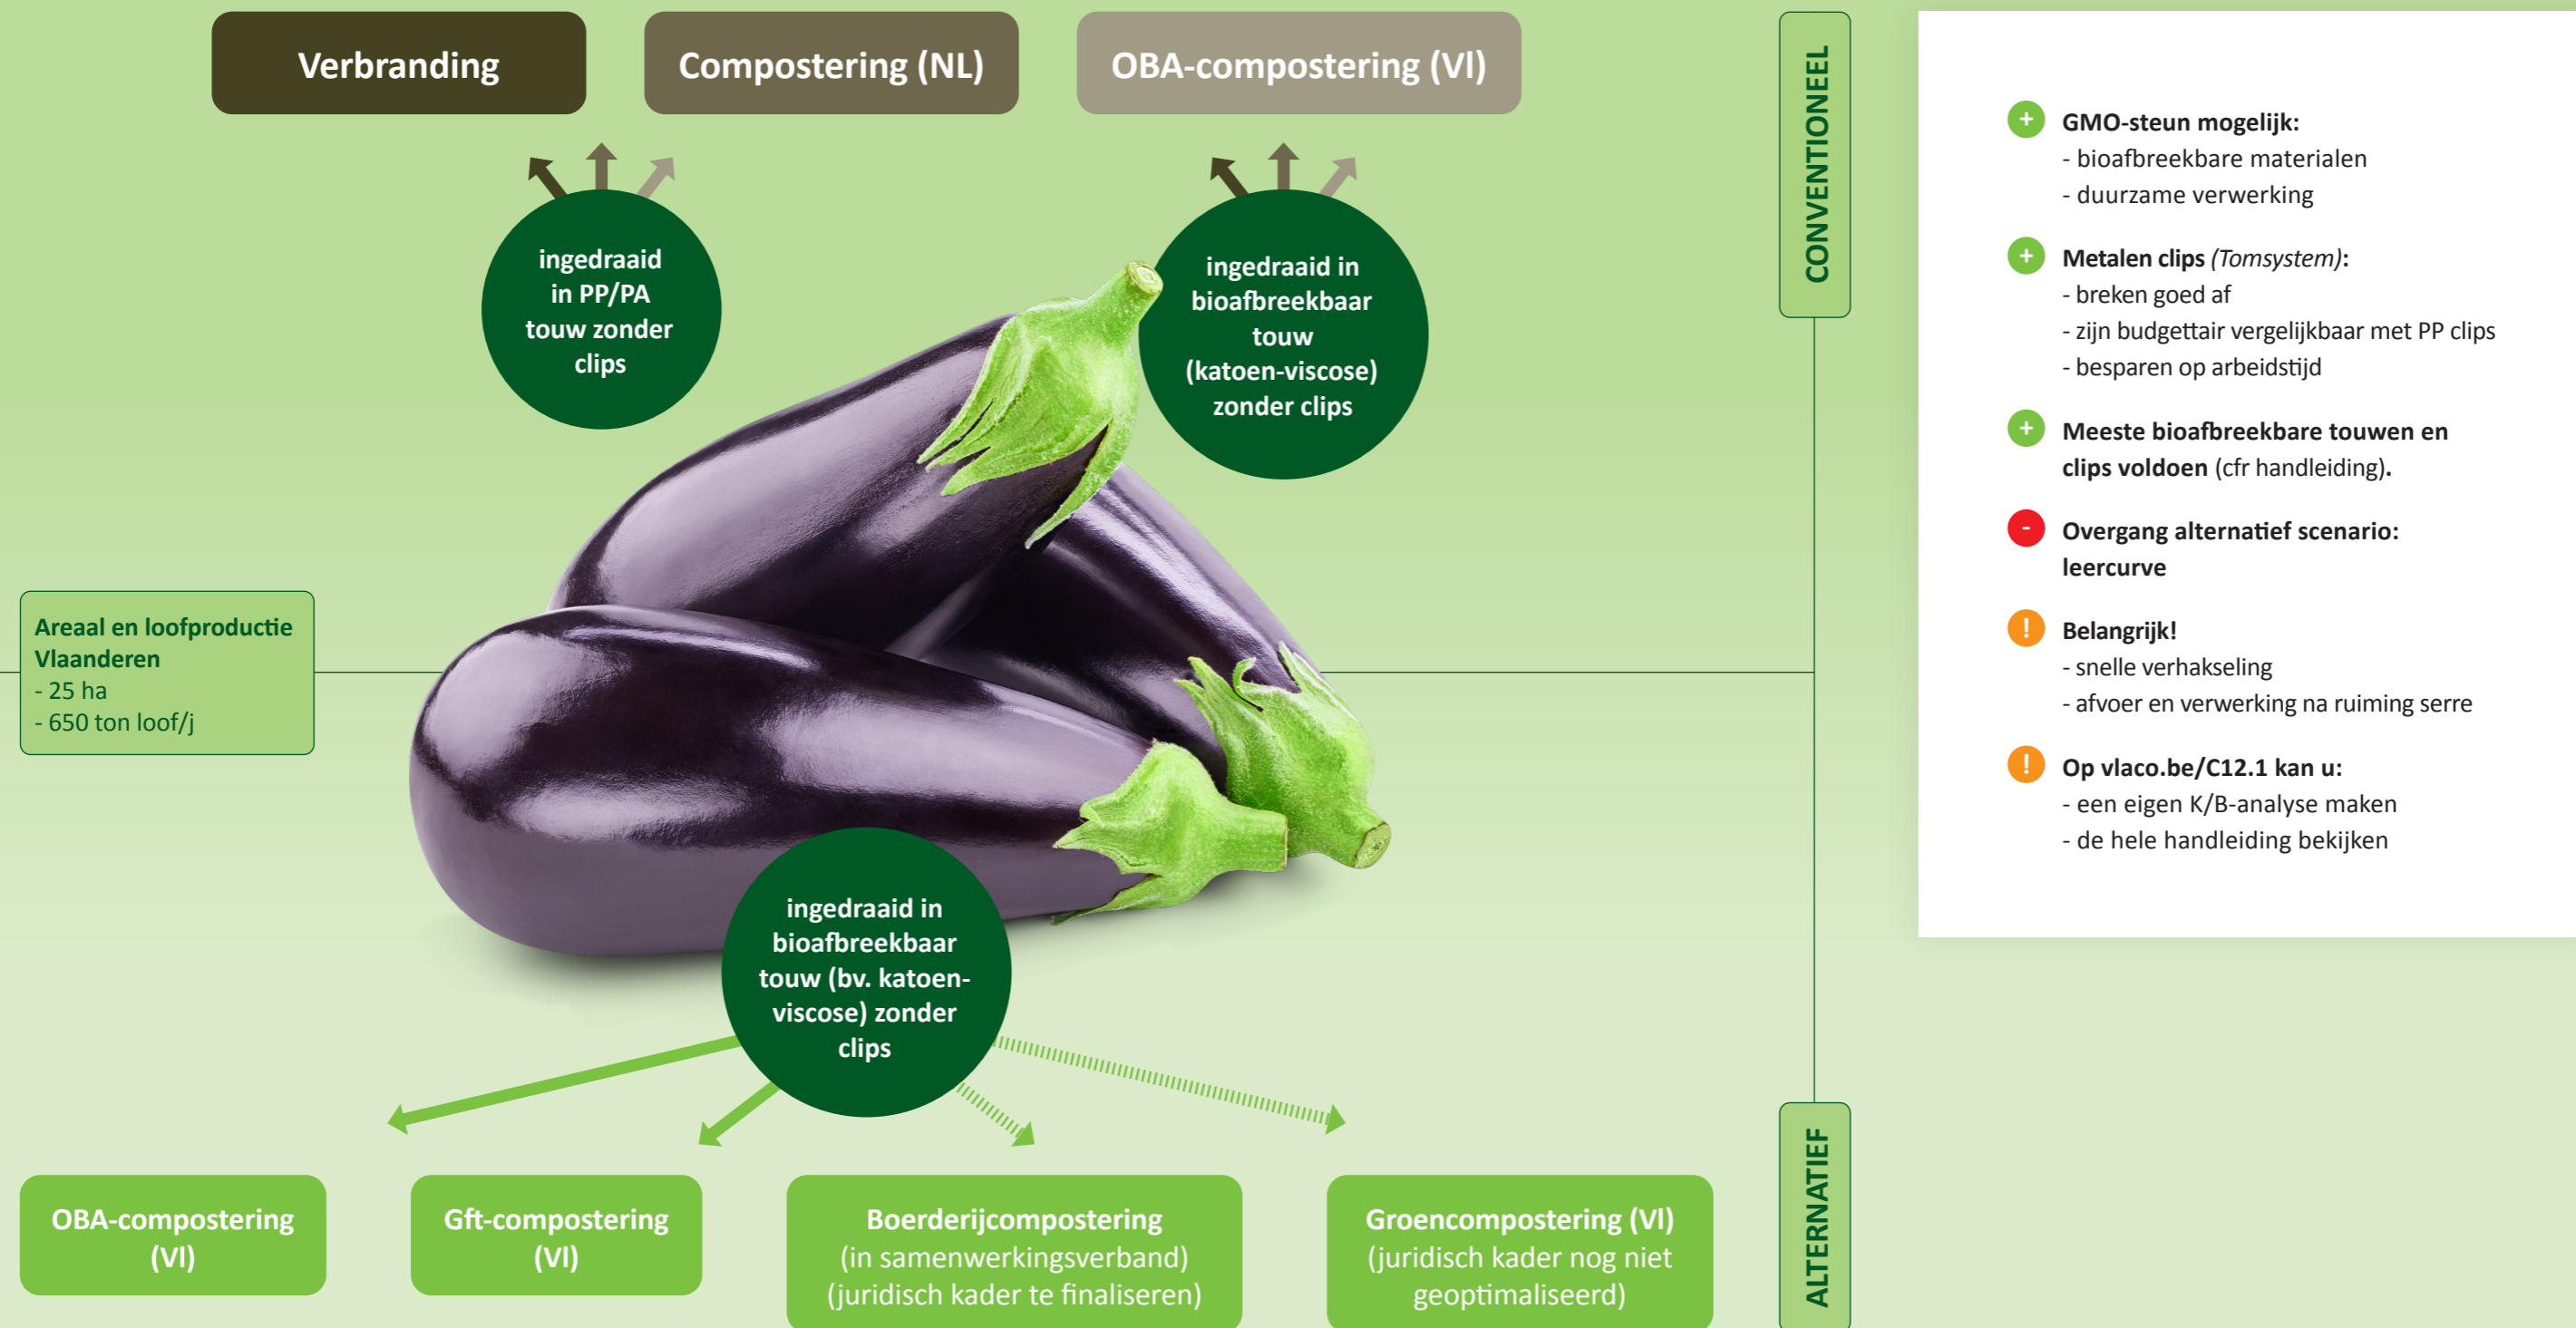 Verbranding
Compostering (NL)
OBA-compostering (Vl)
CONVENTIONEEL
ingedraaid
in PP/PA
touw zonder
clips
ingedraaid in
bioafbreekbaar
touw
(katoen-viscose)
zonder clips
Areaal en loofproductie
Vlaanderen
- 25 ha
- 650 ton loof/j
ingedraaid in
bioafbreekbaar
touw (bv. katoen-
viscose) zonder
clips
OBA-compostering
(Vl)
Gft-compostering
(Vl)
Boerderijcompostering
(in samenwerkingsverband)
(juridisch kader te finaliseren)
Groencompostering (Vl)
(juridisch kader nog niet
geoptimaliseerd)
ALTERNATIEF
+ GMO-steun mogelijk:
- bioafbreekbare materialen
- duurzame verwerking
+ Metalen clips (Tomsystem):
- breken goed af
- zijn budgettair vergelijkbaar met PP clips
- besparen op arbeidstijd
+ Meeste bioafbreekbare touwen en
clips voldoen (cfr handleiding).
- Overgang alternatief scenario:
leercurve
! Belangrijk!
- snelle verhakseling
- afvoer en verwerking na ruiming serre
! Op vlaco.be/C12.1 kan u:
- een eigen K/B-analyse maken
- de hele handleiding bekijken